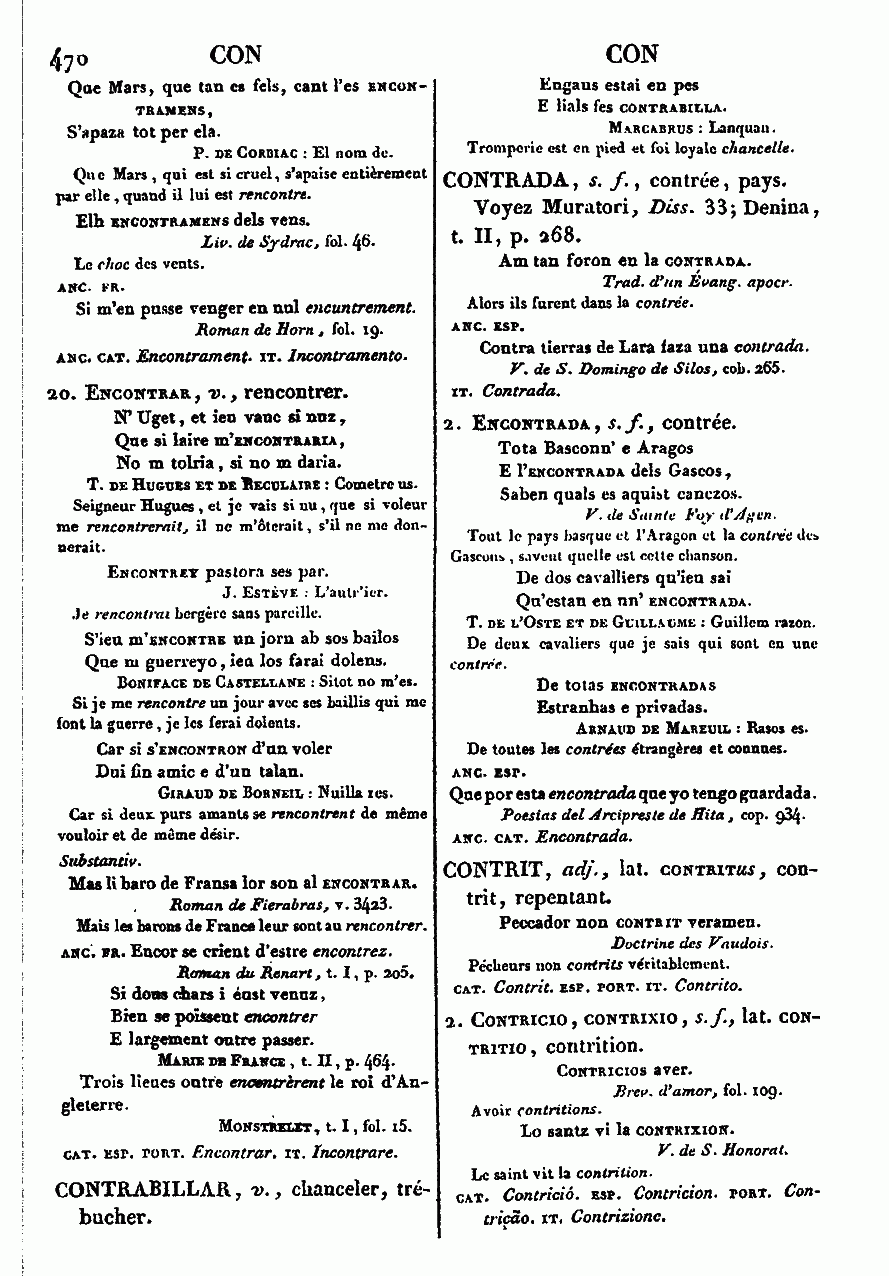 470 CON CON
Que Mars, que tan es fels, cant l'es ENCON-
TRAMENS,
S'apaza tot per ela.
P. DE CORBIAC : El nom de.
Que Mars, qui est si cruel, s'apaise entièrement
par elle, quand il lui est rencontre.
Elh ENCONTRAMENS dels vens.
Liv. de Sydrac, fol. 46.
Le choc des vents.
ANC. FR.
Si m'en pusse venger en nul encuntrement.
Roman de Horn, fol. 19.
ANC. CAT. Encontrament. IT. Incontramento.
20. ENCONTRAR, v., rencontrer.
N' Uget, et ieu vauc si nuz,
Que si laire m'ENCONTRARIA,
No m tolria, si no m daria.
T. DE HUGUES ET DE RECULAIRE : Cometre us.
Seigneur Hugues, et je vais si nu, que si voleur
me rencontrerait, il ne m'ôterait, s'il ne me don-
nerait.
ENCONTREY pastora ses par.
J. ESTÈVE : L'autr'ier.
Je rencontrai bergère sans pareille.
S'ieu m'ENCONTRE un jorn ab sos bailos
Que m guerreyo, ieu los farai dolens.
BONIFACE DE CASTELLANE : Sitot no m'es.
Si je me rencontre un jour avec ses baillis qui me
font la guerre, je les ferai dolents.
Car si s'ENCONTRON d'un voler
Dui fin amic e d'un talan.
GIRAUD DE BORNEIL : Nuilla res.
Car si deux purs amants se rencontrent de même
vouloir et de même désir.
Substantiv.
Mas li baro de Fransa lor son al ENCONTRAR.
Roman de Fierabras, v. 3423.
Mais les barons de France leur sont au rencontrer.
ANC. FR. Encor se crient d'estre encontrez.
Roman du Renart, t. I, p. 205.
Si dous chars i éust venuz,
Bien se poïssent encontrer
E largement outre passer.
MARIE DE FRANCE, t. II, p. 464.
Trois lieues outre encontrèrent le roi d'An-
gleterre.
MONSTRELET, t. I, fol. 15.
CAT. ESP. PORT. Encontrar. IT. Incontrare.
CONTRABILLAR, v., chanceler, tré-
bucher.
Engans estai en pes
E lials fes CONTRABILLA.
MARCABRUS : Lanquan.
Tromperie est en pied et foi loyale chancelle.
CONTRADA, s. f., contrée, pays.
Voyez Muratori, Diss. 33; Denina,
t. II, p. 268.
Am tan foron en la CONTRADA.
Trad. d'un Évang. apocr.
Alors ils furent dans la contrée.
ANC. ESP.
Contra tierras de Lara faza una contrada.
V. de S. Domingo de Silos, cob. 265.
IT. Contrada.
2. ENCONTRADA, s. f., contrée.
Tota Basconn' e Aragos
E l'ENCONTRADA dels Gascos,
Saben quals es aquist canczos.
V. de Sainte Foy d'Agen.
Tout le pays basque et l'Aragon et la contrée des
Gascons, savent quelle est cette chanson.
De dos cavalliers qu'ieu sai
Qu'estan en un' ENCONTRADA.
T. DE L'OSTE ET DE GUILLAUME : Guillem razon.
De deux cavaliers que je sais qui sont en une
contrée.
De totas ENCONTRADAS
Estranhas e privadas.
ARNAUD DE MAREUIL : Rasos es.
De toutes les contrées étrangères et connues.
ANC. ESP.
Que por esta encontrada que yo tengo guardada.
Poesias del Arcipreste de Hita, cop. 934.
ANC. CAT. Encontrada.
CONTRIT, adj., lat. CONTRITus, con-
trit, repentant.
Peccador non CONTRIT veramen.
Doctrine des Vaudois.
Pécheurs non contrits véritablement.
CAT. Contrit. ESP. PORT. IT. Contrito.
2. CONTRICIO, CONTRIXIO, s. f., lat. CON-
TRITIO, contrition.
CONTRICIOS aver.
Brev. d'amor, fol. 109.
Avoir contritions.
Lo santz vi la CONTRIXION.
V. de S. Honorat.
Le saint vit la contrition.
CAT. Contrició. ESP. Contricion. PORT. Con-
trição. IT. Contrizione.